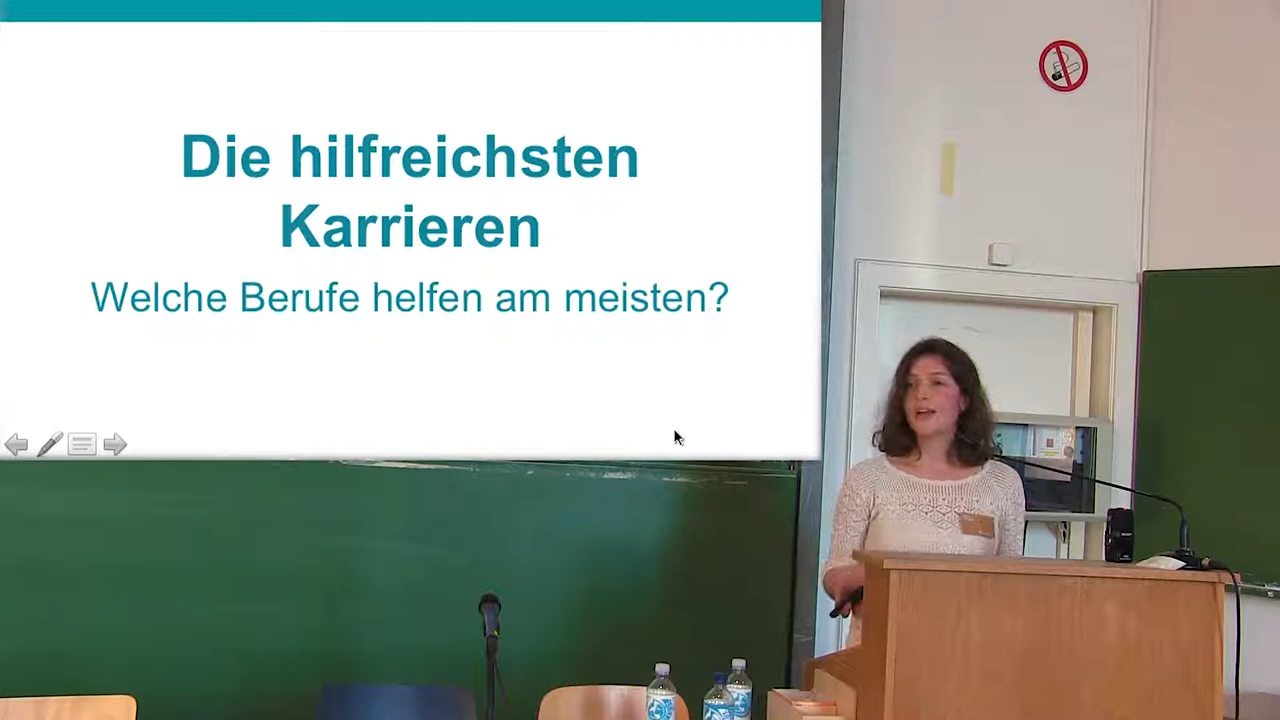 Die hilfreichsten
Karrieren
Welche Berufe helfen am meisten?